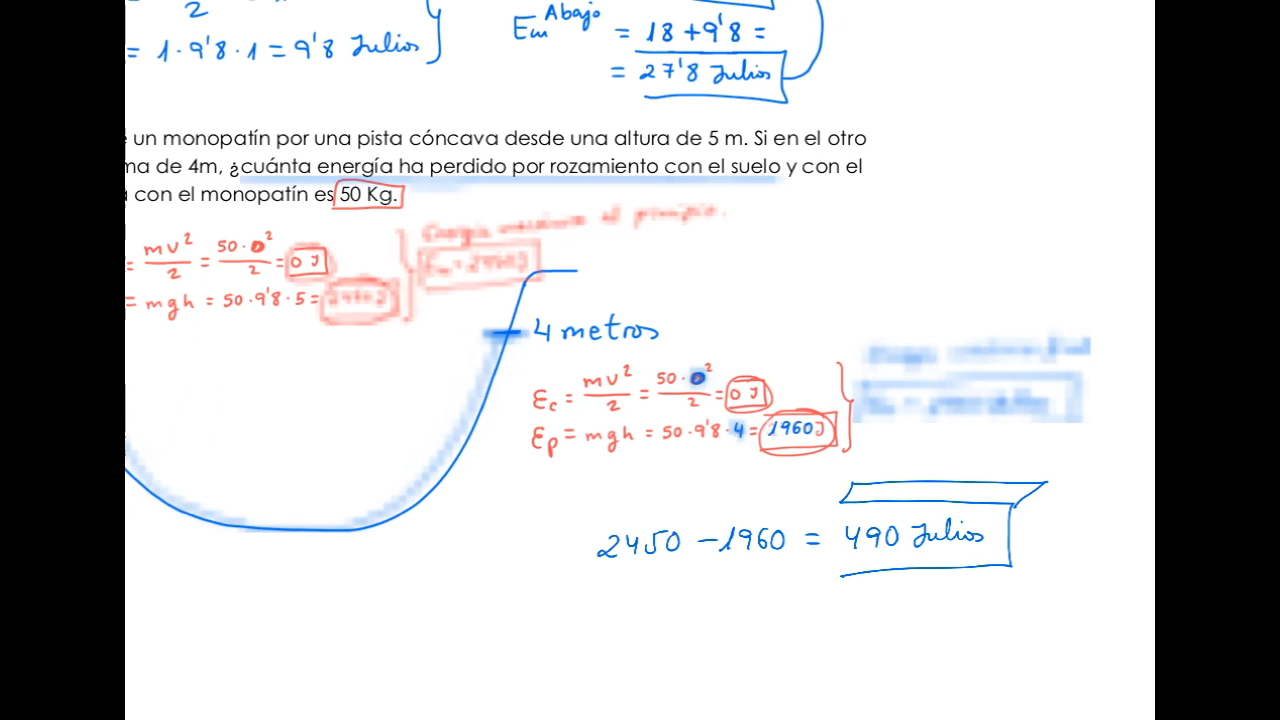 2
= 1·9'8·1 = 9'8 Julios
Em Abajo = 18 + 9'8 =
= 27'8 Julios
un monopatín por una pista cóncava desde una altura de 5 m. Si en el otro
ma de 4m, ¿cuánta energía ha perdido por rozamiento con el suelo y con el
con el monopatín es 50 Kg.
= mv²/2 = 50·0²/2 = 0 J
= mgh = 50·9'8·5 =
4 metros
Ec = mv²/2 = 50·0²/2 = 0 J
Ep = mgh = 50·9'8·4 = 1960J
2450 - 1960 = 490 Julios